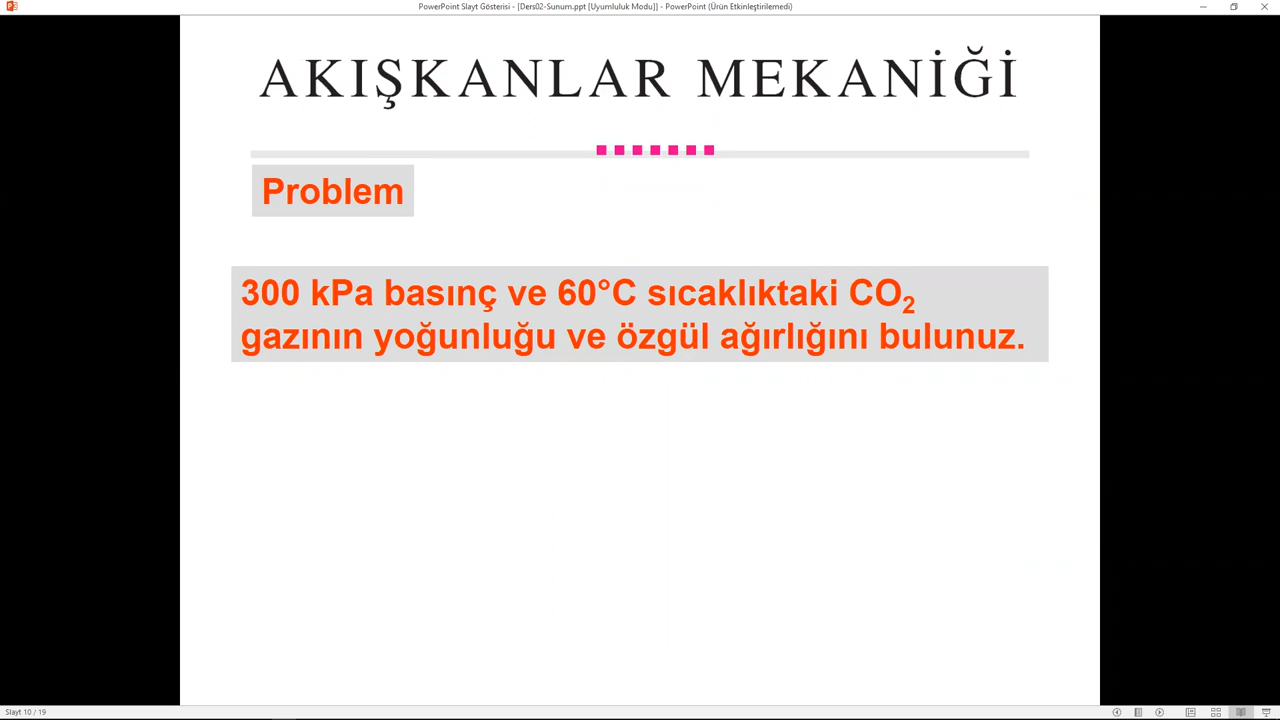 PowerPoint Slayt Gösterisi - [Ders02-Sunum.ppt [Uyumluluk Modu]] - PowerPoint (Ürün Etkinleştirilemedi)
AKIŞKANLAR MEKANİĞİ
Problem
300 kPa basınç ve 60°C sıcaklıktaki CO₂
gazının yoğunluğu ve özgül ağırlığını bulunuz.
Slayt 10 / 19